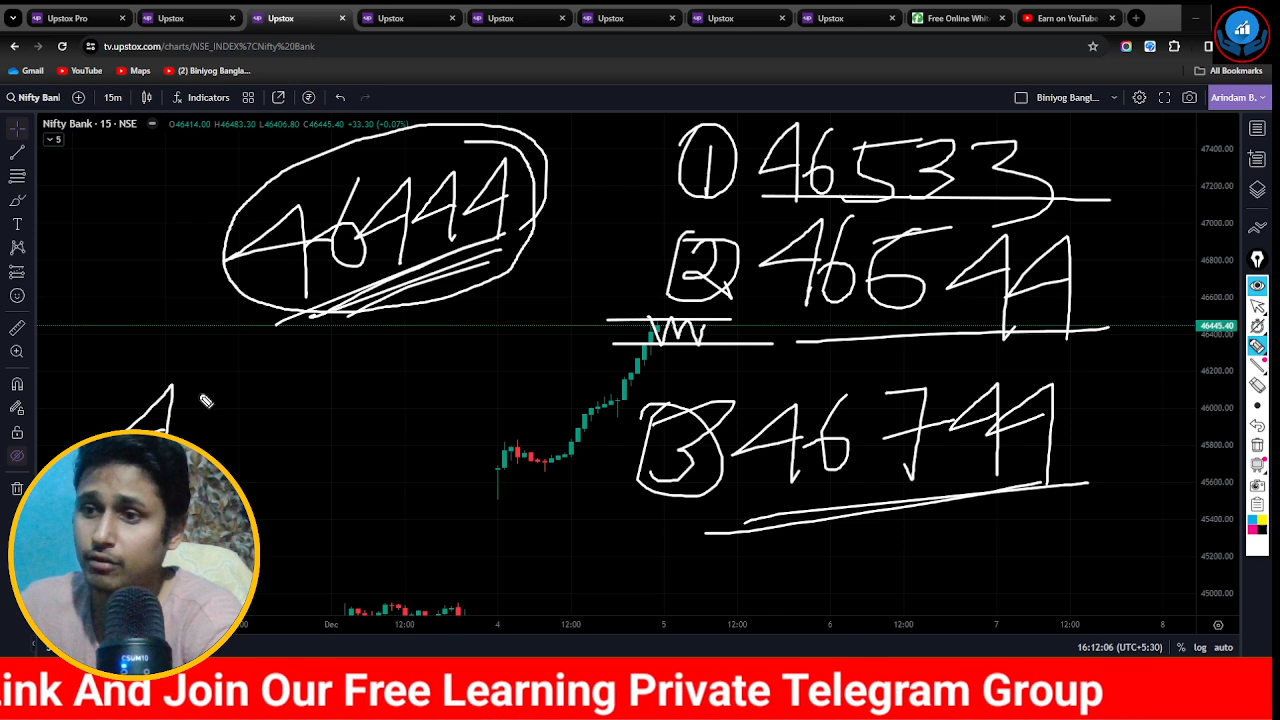 Upstox Pro
Upstox
Upstox
Upstox
Upstox
Upstox
Upstox
Upstox
Free Online Whit
Earn on YouTube
tv.upstox.com/charts/NSE_INDEX%7CNifty%20Bank
Gmail
YouTube
Maps
(2) Biniyog Bangla...
All Bookmarks
Nifty Bank
15m
Indicators
Biniyog Bangl...
Arindam B.
Nifty Bank · 15 · NSE
O46414.00 H46483.30 L46406.80 C46445.40 +33.30 (+0.07%)
5
46444
1 46533
2 46644
3 46744
4
47400.00
47200.00
47000.00
46800.00
46600.00
46445.40
46400.00
46200.00
46000.00
45800.00
45600.00
45400.00
45200.00
45000.00
Dec
12:00
4
12:00
5
12:00
6
12:00
7
12:00
8
16:12:06 (UTC+5:30)
%
log
auto
CSUM10
Link And Join Our Free Learning Private Telegram Group